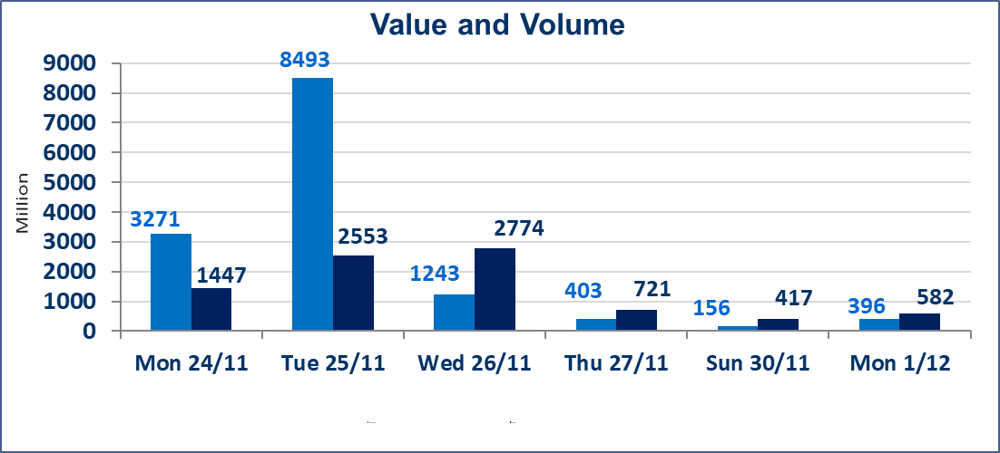 Value and Volume
Million
9000
8000
7000
6000
5000
4000
3000
2000
1000
0
3271
1447
8493
2553
1243
2774
403
721
156
417
396
582
Mon 24/11
Tue 25/11
Wed 26/11
Thu 27/11
Sun 30/11
Mon 1/12